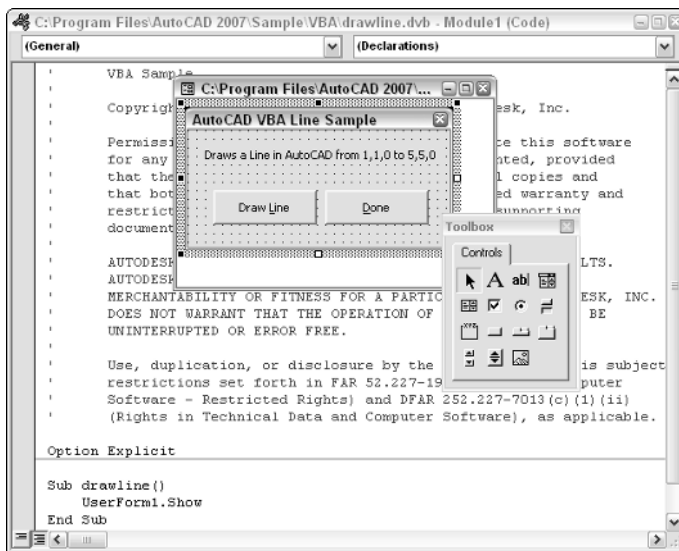 C:\Program Files\AutoCAD 2007\Sample\VBA\drawline.dvb - Module1 (Code)
(General) (Declarations)
' VBA Sample
'
' Copyrig esk, Inc.
'
' Permissi te this software
' for any nted, provided
' that the l copies and
' that bot ed warranty and
' restrict supporting
' document
'
' AUTODESK LTS.
' AUTODESK
' MERCHANTABILITY OR FITNESS FOR A PARTIC ESK, INC.
' DOES NOT WARRANT THAT THE OPERATION OF BE
' UNINTERRUPTED OR ERROR FREE.
'
' Use, duplication, or disclosure by the is subject
' restrictions set forth in FAR 52.227-19 puter
' Software - Restricted Rights) and DFAR 252.227-7013(c)(1)(ii)
' (Rights in Technical Data and Computer Software), as applicable.
Option Explicit
Sub drawline()
UserForm1.Show
End Sub
C:\Program Files\AutoCAD 2007\...
AutoCAD VBA Line Sample
Draws a Line in AutoCAD from 1,1,0 to 5,5,0
Draw Line Done
Toolbox
Controls
A ab|
XYZ